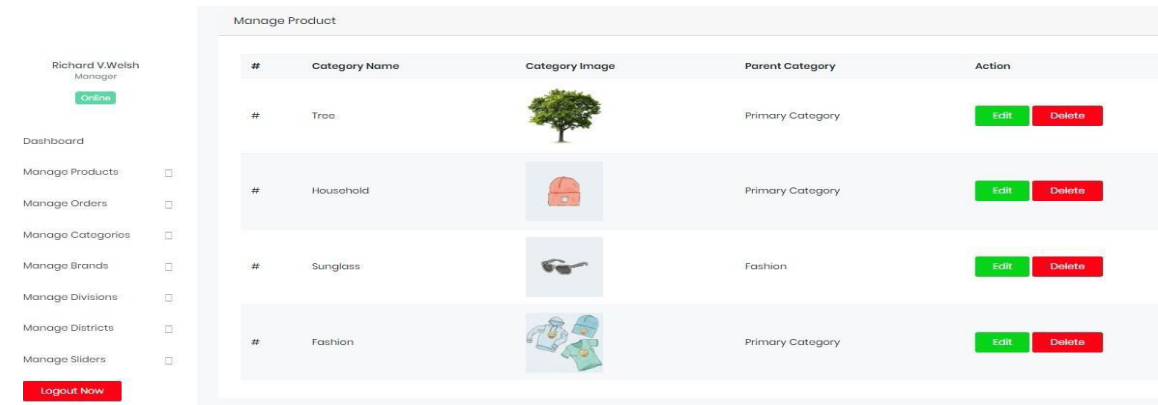 Manage Product
Richard V.Welsh
Manager
Online
Dashboard
Manage Products
Manage Orders
Manage Categories
Manage Brands
Manage Divisions
Manage Districts
Manage Sliders
Logout Now
# Category Name Category Image Parent Category Action
# Tree Primary Category Edit Delete
# Household Primary Category Edit Delete
# Sunglass Fashion Edit Delete
# Fashion Primary Category Edit Delete